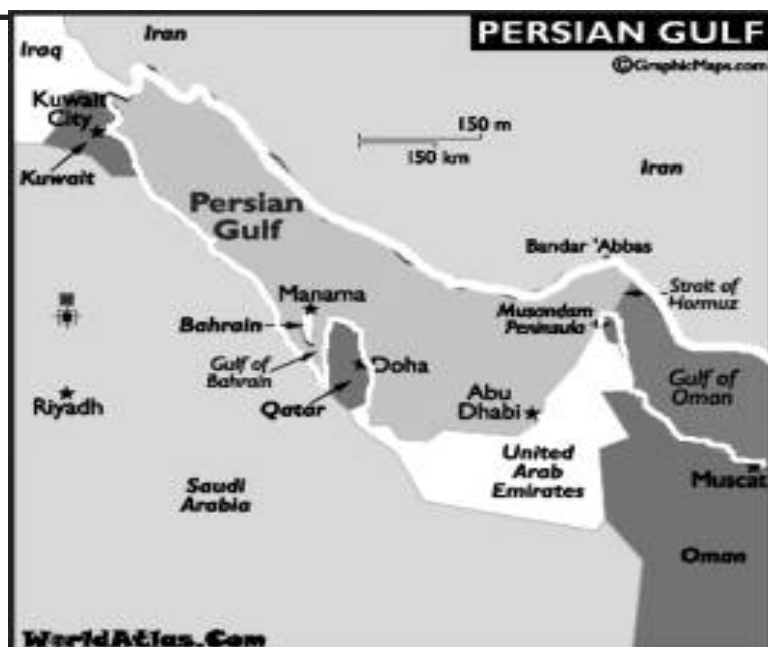 PERSIAN GULF
©GraphicMaps.com
Iran
Iraq
Kuwait
City
Kuwait
150 m
150 km
Iran
Persian
Gulf
Bandar 'Abbas
Strait of
Hormuz
Musandam
Peninsula
Manama
Bahrain
Gulf of
Bahrain
Doha
Qatar
Abu
Dhabi
Gulf of
Oman
Riyadh
United
Arab
Emirates
Muscat
Saudi
Arabia
Oman
WorldAtlas.Com